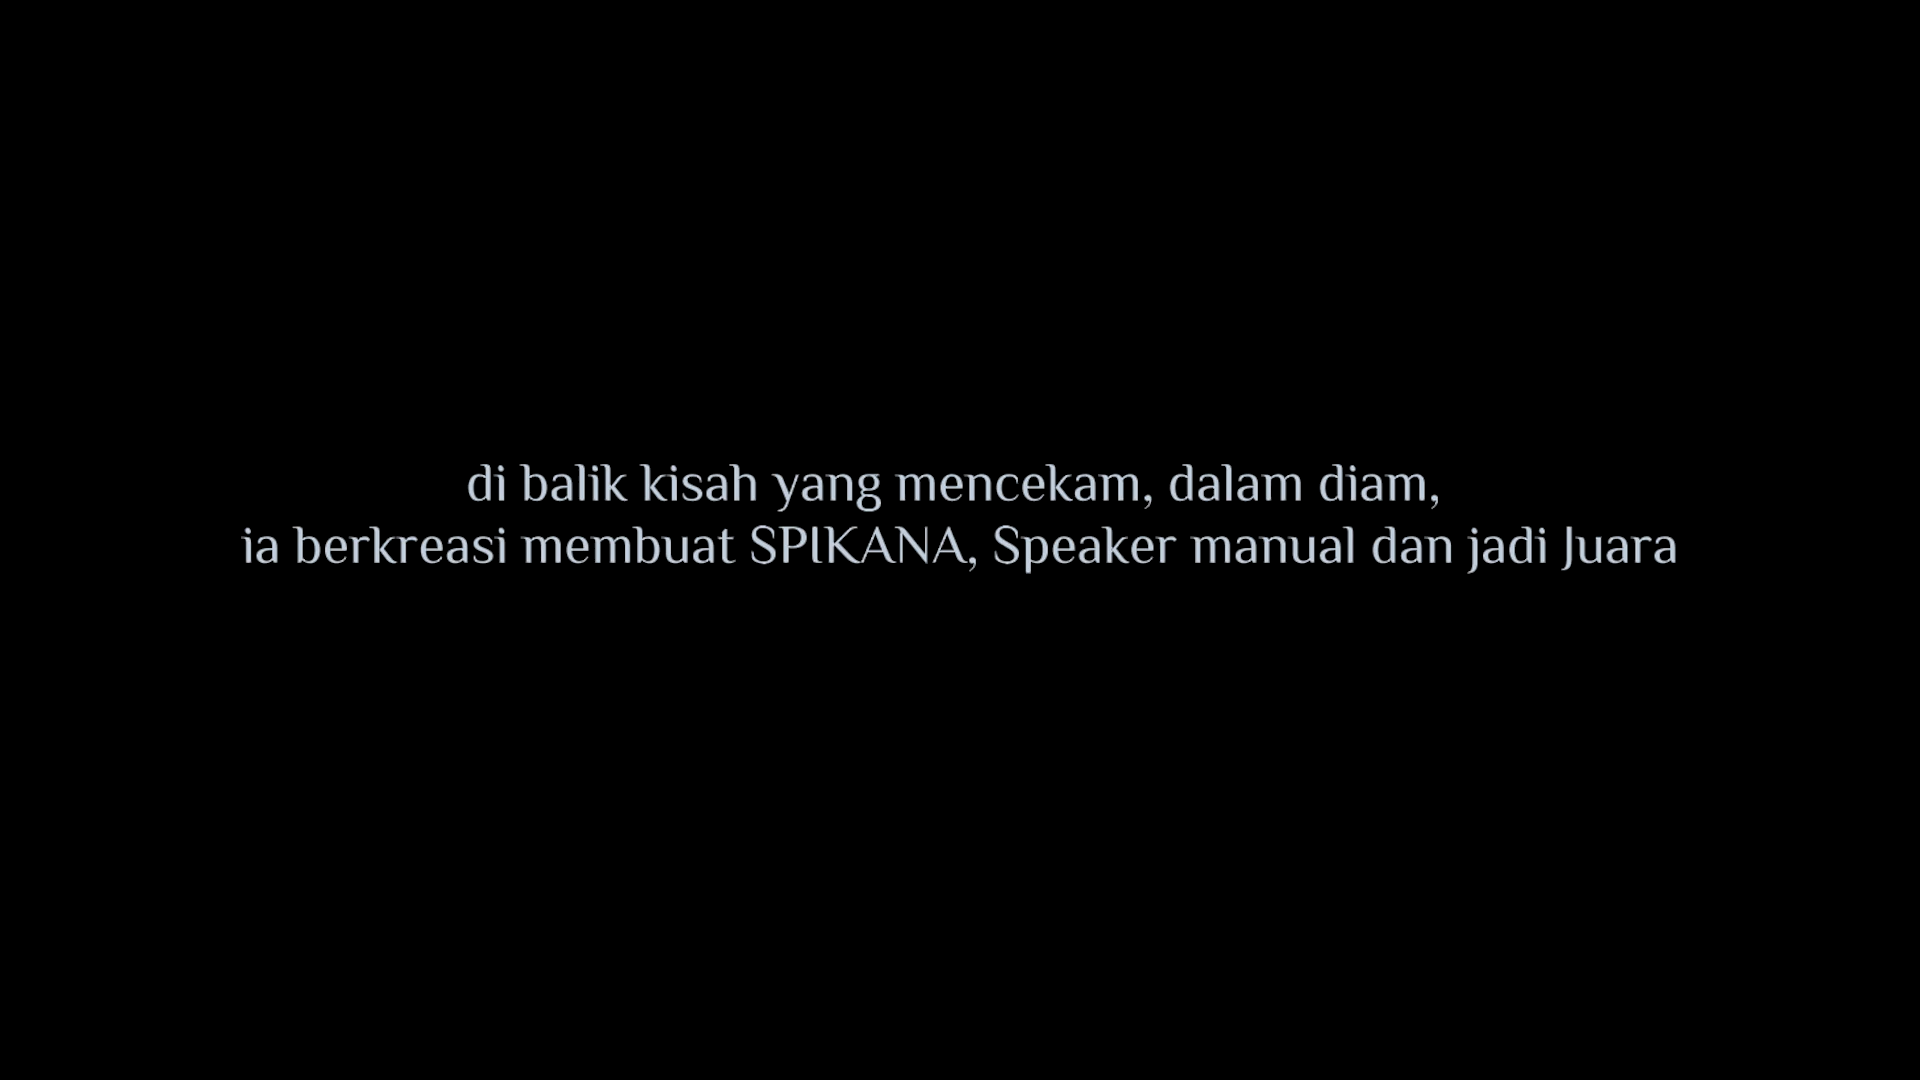 di balik kisah yang mencekam, dalam diam,
ia berkreasi membuat SPIKANA, Speaker manual dan jadi Juara